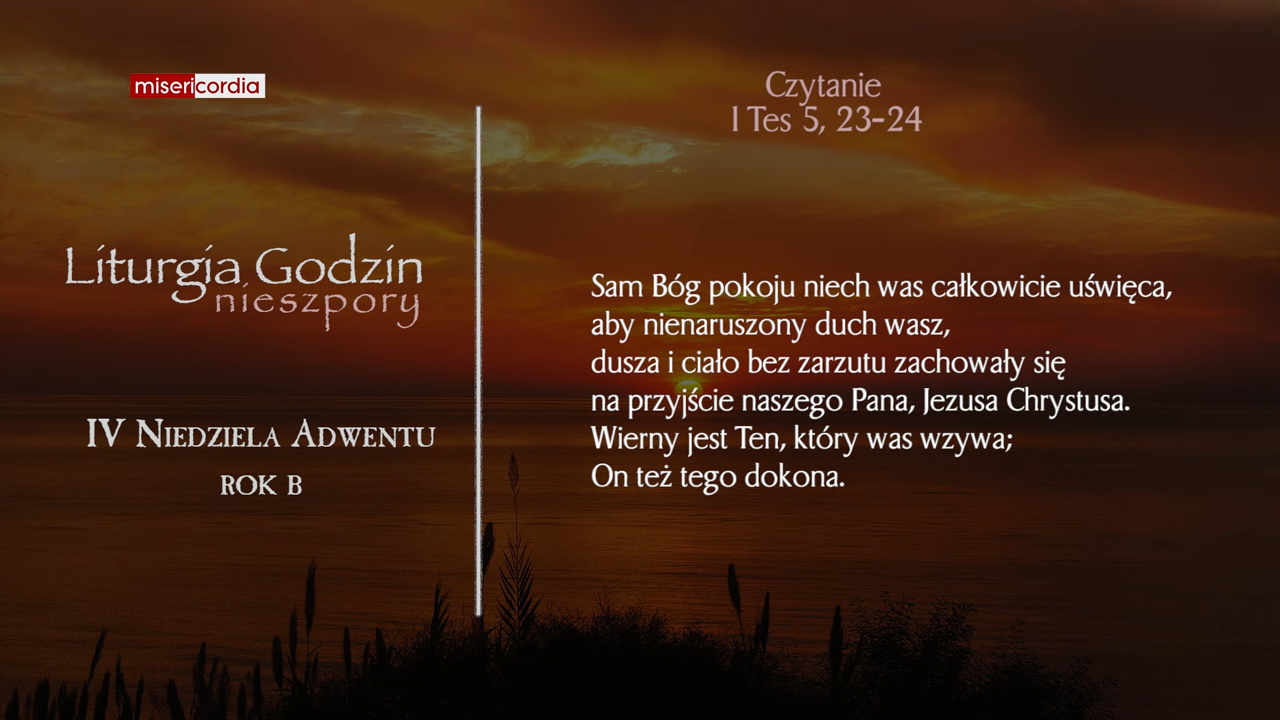 misericordia
Liturgia Godzin
nieszpory
IV Niedziela Adwentu
ROK B
Czytanie
1 Tes 5, 23-24
Sam Bóg pokoju niech was całkowicie uświęca,
aby nienaruszony duch wasz,
dusza i ciało bez zarzutu zachowały się
na przyjście naszego Pana, Jezusa Chrystusa.
Wierny jest Ten, który was wzywa;
On też tego dokona.